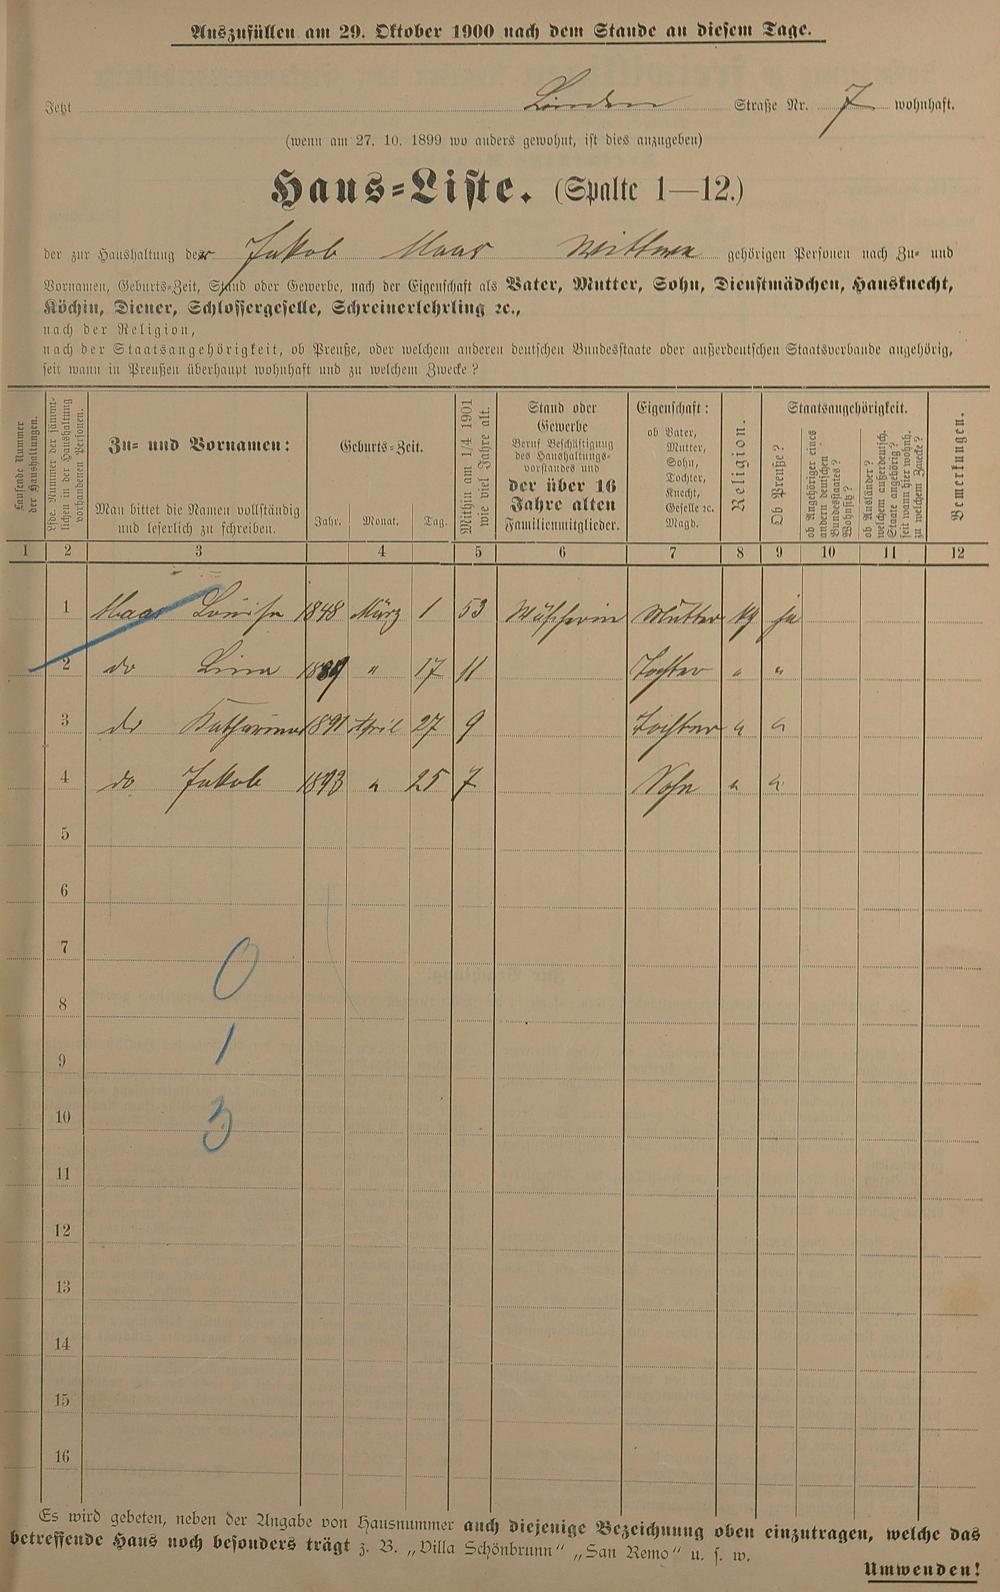 Auszufüllen am 29. Oktober 1900 nach dem Stande an diesem Tage.
Jetzt Linden Straße Nr. 7 wohnhaft.
(wenn am 27. 10. 1899 wo anders gewohnt, ist dies anzugeben)
Haus-Liste. (Spalte 1—12.)
der zur Haushaltung der Jakob Maas Wittwe gehörigen Personen nach Zu- und
Vornamen, Geburts-Zeit, Stand oder Gewerbe, nach der Eigenschaft als Vater, Mutter, Sohn, Dienstmädchen, Hausknecht,
Köchin, Diener, Schlossergeselle, Schreinerlehrling ꝛc.,
nach der Religion,
nach der Staatsangehörigkeit, ob Preuße, oder welchem anderen deutschen Bundesstaate oder außerdeutschen Staatsverbande angehörig,
seit wann in Preußen überhaupt wohnhaft und zu welchem Zwecke?
Laufende Nummer der Haushaltungen.
Lfde. Nummer der sämmtlichen in der Haushaltung vorhandenen Personen.
Zu- und Vornamen:
Man bittet die Namen vollständig
und leserlich zu schreiben.
Geburts-Zeit.
Jahr. Monat. Tag.
Mithin am 1/4 1901 wie viel Jahre alt.
Stand oder
Gewerbe
Beruf Beschäftigung
des Haushaltungs-
vorstandes und
der über 16
Jahre alten
Familienmitglieder.
Eigenschaft:
ob Vater,
Mutter,
Sohn,
Tochter,
Knecht,
Geselle ꝛc.
Magd.
Religion.
Staatsangehörigkeit.
Ob Preuße?
ob Angehöriger eines andern deutschen Bundesstaates? Wohnsitz?
ob Ausländer? welchem außerdeutsch. Staate angehörig? seit wann hier wohnh. zu welchem Zwecke?
Bemerkungen.
1 2 3 4 5 6 7 8 9 10 11 12
1 Maas Louise 1848 März 1 53 Wäscherin Mutter ja
2 do Lina 1889 " 17 11 Tochter " "
3 do Katharina 1891 April 27 9 Tochter " "
4 do Jakob 1893 " 25 7 Sohn " "
5
6
7
0
8
1
9
3
10
11
12
13
14
15
16
Es wird gebeten, neben der Angabe von Hausnummer auch diejenige Bezeichnung oben einzutragen, welche das
betreffende Haus noch besonders trägt z. B. „Villa Schönbrunn" „San Remo" u. s. w.
Umwenden!